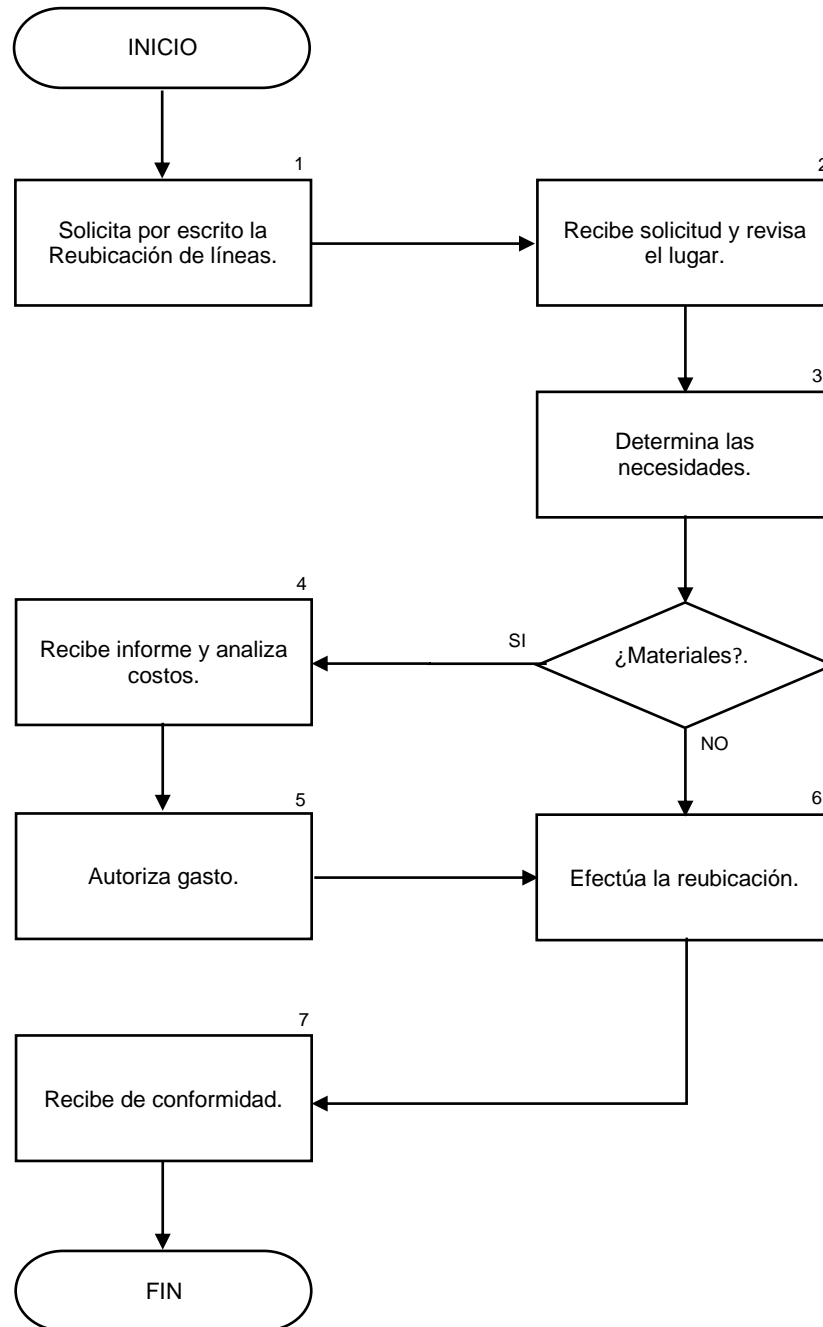 INICIO
1
Solicita por escrito la
Reubicación de líneas.
2
Recibe solicitud y revisa
el lugar.
3
Determina las
necesidades.
¿Materiales?.
SI
NO
4
Recibe informe y analiza
costos.
5
Autoriza gasto.
6
Efectúa la reubicación.
7
Recibe de conformidad.
FIN